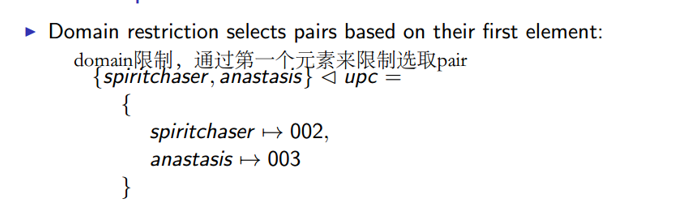 ▶ Domain restriction selects pairs based on their first element:
domain限制，通过第一个元素来限制选取pair
{spiritchaser, anastasis} ⩤ upc =
{
spiritchaser ↦ 002,
anastasis ↦ 003
}